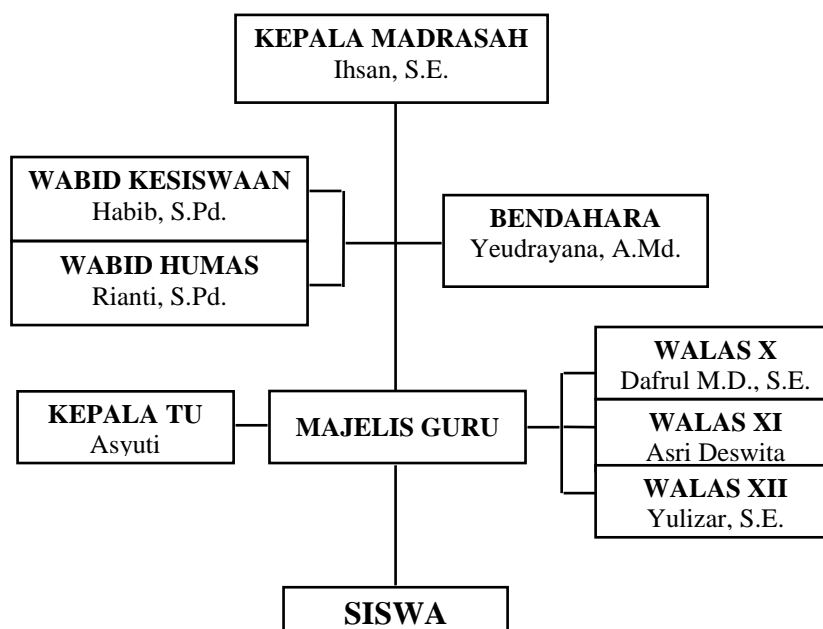 KEPALA MADRASAH
Ihsan, S.E.
WABID KESISWAAN
Habib, S.Pd.
WABID HUMAS
Rianti, S.Pd.
BENDAHARA
Yeudrayana, A.Md.
KEPALA TU
Asyuti
MAJELIS GURU
WALAS X
Dafrul M.D., S.E.
WALAS XI
Asri Deswita
WALAS XII
Yulizar, S.E.
SISWA